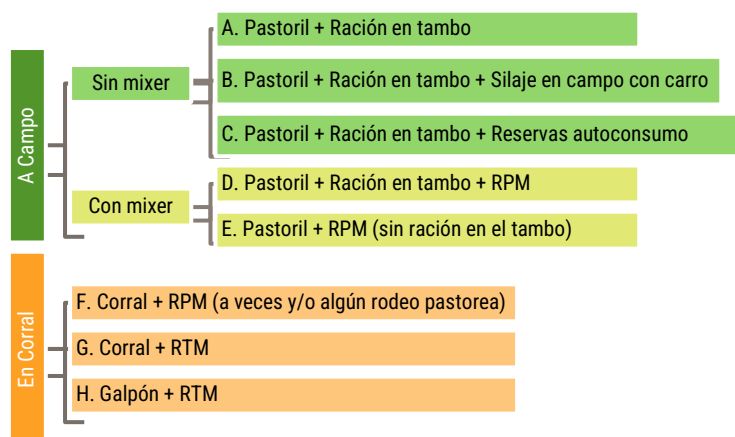 A Campo
Sin mixer
A. Pastoril + Ración en tambo
B. Pastoril + Ración en tambo + Silaje en campo con carro
C. Pastoril + Ración en tambo + Reservas autoconsumo
Con mixer
D. Pastoril + Ración en tambo + RPM
E. Pastoril + RPM (sin ración en el tambo)
En Corral
F. Corral + RPM (a veces y/o algún rodeo pastorea)
G. Corral + RTM
H. Galpón + RTM